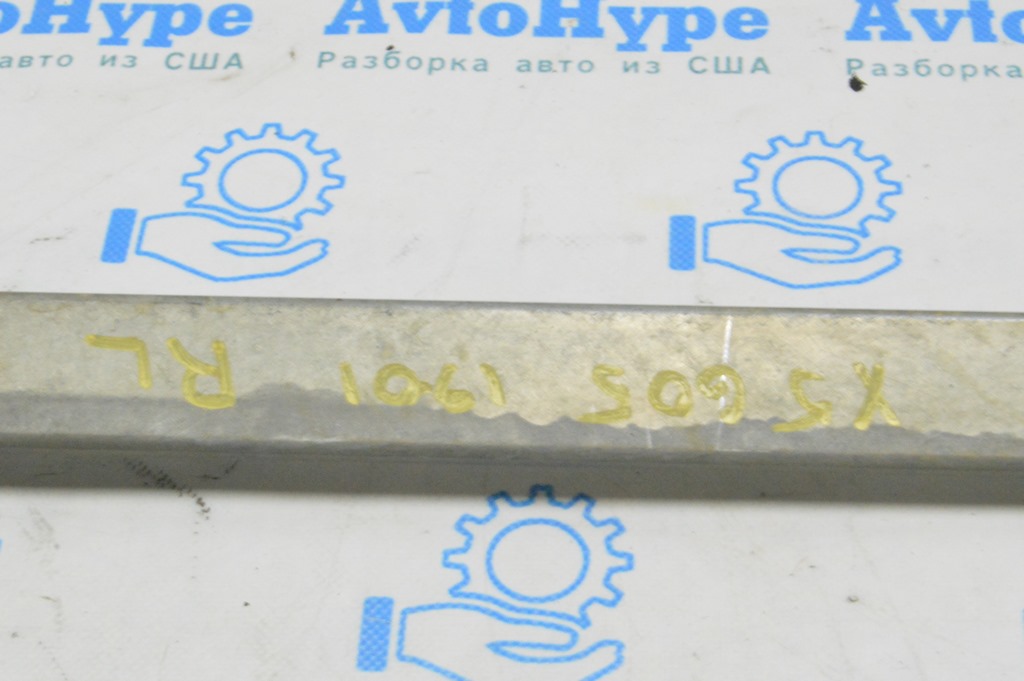 oHype AvtoHype Avto
авто из США Разборка авто из США Разборка
X5 G05 1901 RL